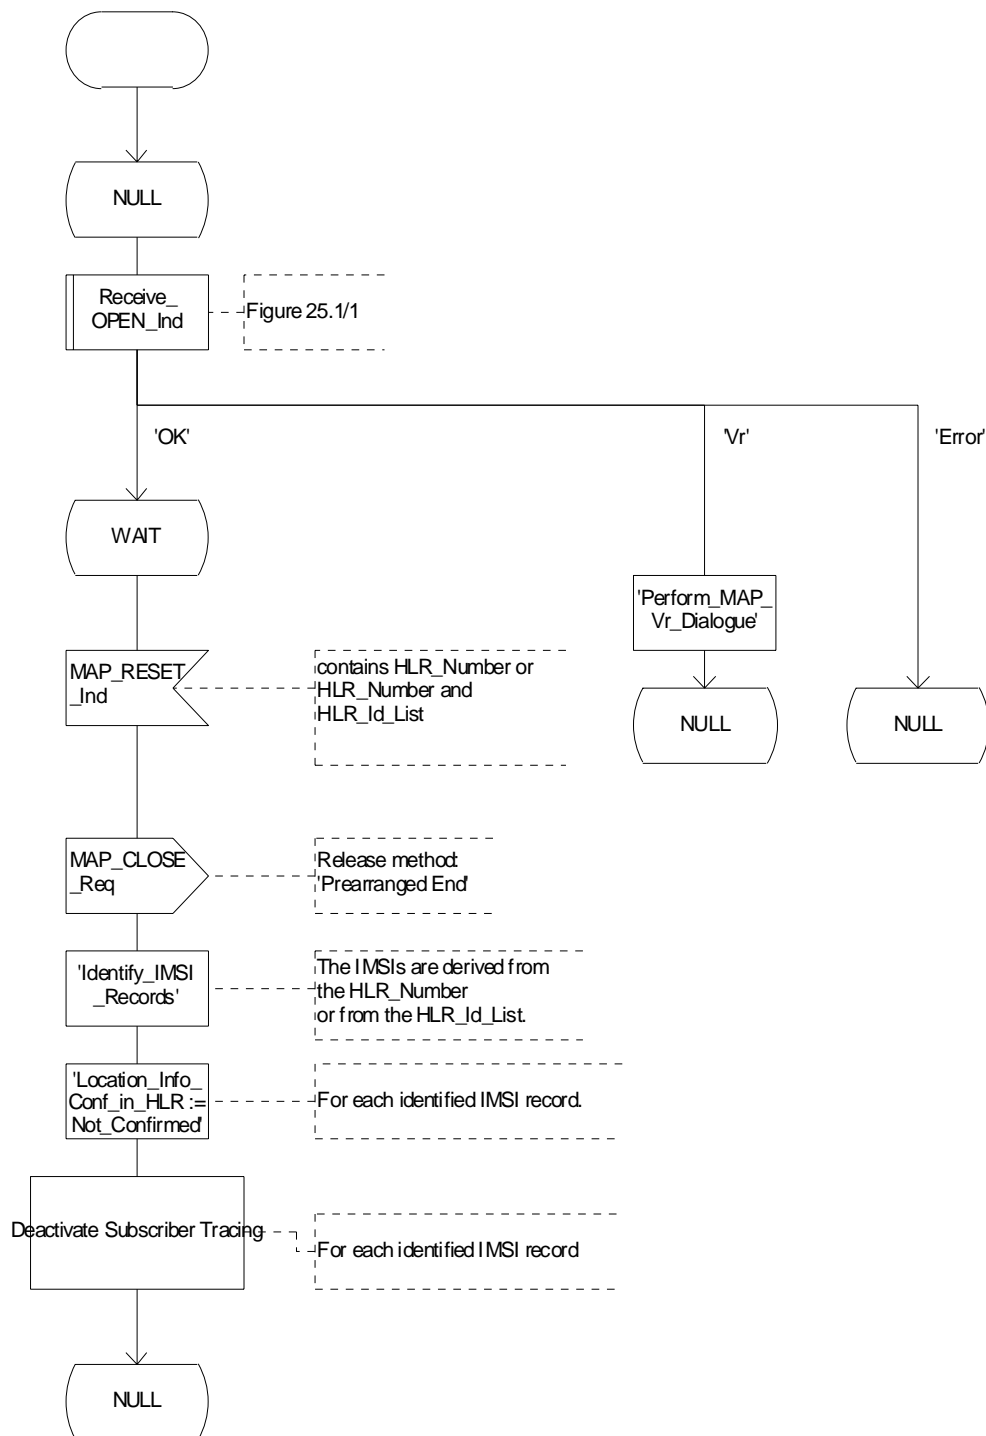 NULL
Receive_
OPEN_Ind
Figure 25.1/1
'OK'
'Vr'
'Error'
WAIT
'Perform_MAP_
Vr_Dialogue'
MAP_RESET
_Ind
contains HLR_Number or
HLR_Number and
HLR_Id_List
NULL
NULL
MAP_CLOSE
_Req
Release method:
'Prearranged End'
'Identify_IMSI
_Records'
The IMSIs are derived from
the HLR_Number
or from the HLR_Id_List.
'Location_Info_
Conf_in_HLR :=
Not_Confirmed'
For each identified IMSI record.
Deactivate Subscriber Tracing
For each identified IMSI record
NULL